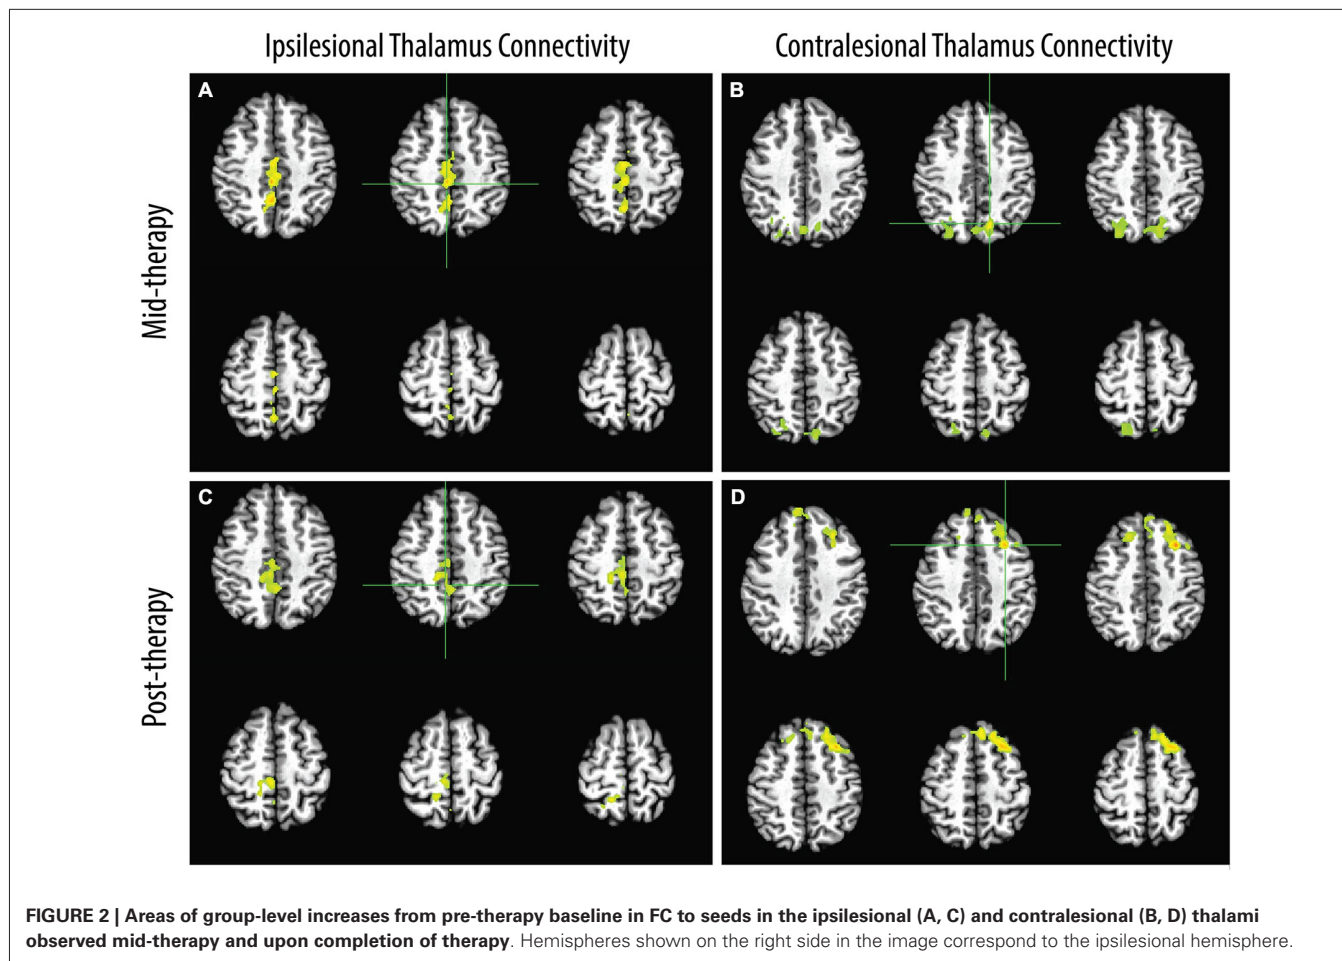 Ipsilesional Thalamus Connectivity
Contralesional Thalamus Connectivity
Mid-therapy
A
B
Post-therapy
C
D
FIGURE 2 | Areas of group-level increases from pre-therapy baseline in FC to seeds in the ipsilesional (A, C) and contralesional (B, D) thalami
observed mid-therapy and upon completion of therapy. Hemispheres shown on the right side in the image correspond to the ipsilesional hemisphere.